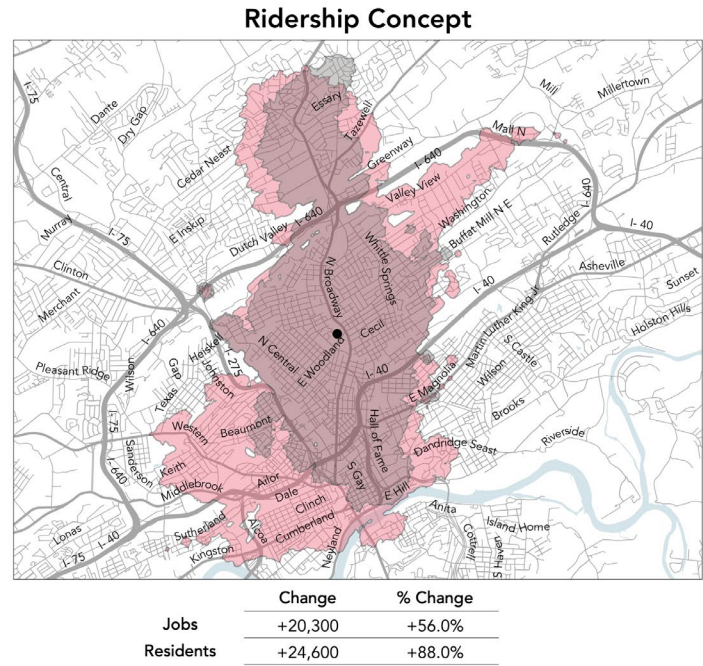 Ridership Concept
I-75
Dante
Dry Gap
Essary
Tazewell
Mill
Millertown
Mall N
Greenway
I-640
Cedar Neast
Central
Murray
Valley View
Washington
I-640
E Inskip
Dutch Valley
I-640
Buffat Mill N E
Rutledge
I-40
I-75
Whittle Springs
Clinton
Asheville
Sunset
Merchant
N Broadway
I-40
Martin Luther King Jr
Holston Hills
I-640
Cecil
Heiskell
N Central
E Woodland
S Castle
Pleasant Ridge
Wilson
Gap
Texas
Johnston
I-275
I-40
E Magnolia
Wilson
I-75
Brooks
Western
Beaumont
Hall of Fame
Riverside
Dandridge Seast
Sanderson
I-640
Keith
Middlebrook
Ailor
Dale
S Gay
E Hill
Clinch
Anita
Island Home
Lonas
Sutherland
Alcoa
Cumberland
Neyland
Cottrell
S Haven
I-75
I-40
Kingston
Change % Change
Jobs +20,300 +56.0%
Residents +24,600 +88.0%